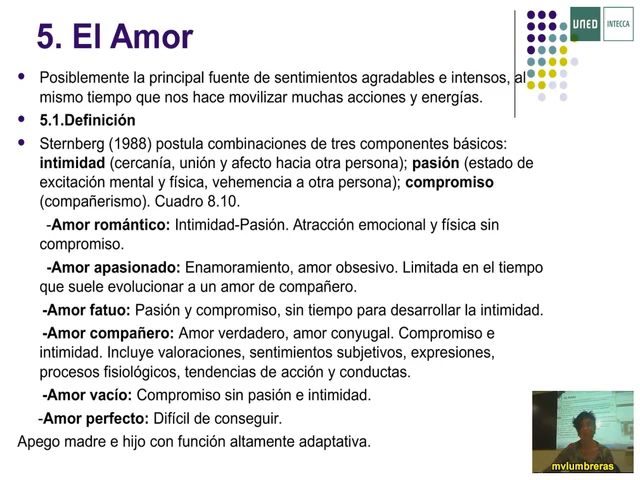 5. El Amor
UNED INTECCA
Posiblemente la principal fuente de sentimientos agradables e intensos, al
mismo tiempo que nos hace movilizar muchas acciones y energías.
5.1.Definición
Sternberg (1988) postula combinaciones de tres componentes básicos:
intimidad (cercanía, unión y afecto hacia otra persona); pasión (estado de
excitación mental y física, vehemencia a otra persona); compromiso
(compañerismo). Cuadro 8.10.
-Amor romántico: Intimidad-Pasión. Atracción emocional y física sin
compromiso.
-Amor apasionado: Enamoramiento, amor obsesivo. Limitada en el tiempo
que suele evolucionar a un amor de compañero.
-Amor fatuo: Pasión y compromiso, sin tiempo para desarrollar la intimidad.
-Amor compañero: Amor verdadero, amor conyugal. Compromiso e
intimidad. Incluye valoraciones, sentimientos subjetivos, expresiones,
procesos fisiológicos, tendencias de acción y conductas.
-Amor vacío: Compromiso sin pasión e intimidad.
-Amor perfecto: Difícil de conseguir.
Apego madre e hijo con función altamente adaptativa.
mvlumbreras